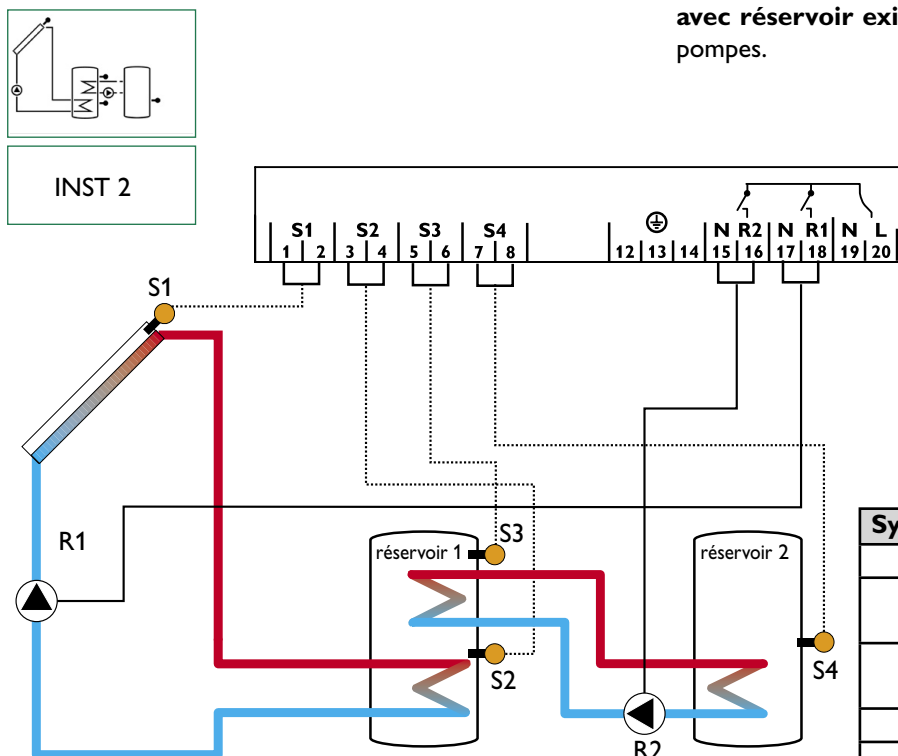 avec réservoir exi
pompes.
INST 2
S1 S2 S3 S4 N R2 N R1 N L
1 2 3 4 5 6 7 8 12 13 14 15 16 17 18 19 20
S1
R1
Sy
réservoir 1
S3
réservoir 2
S2
S4
R2